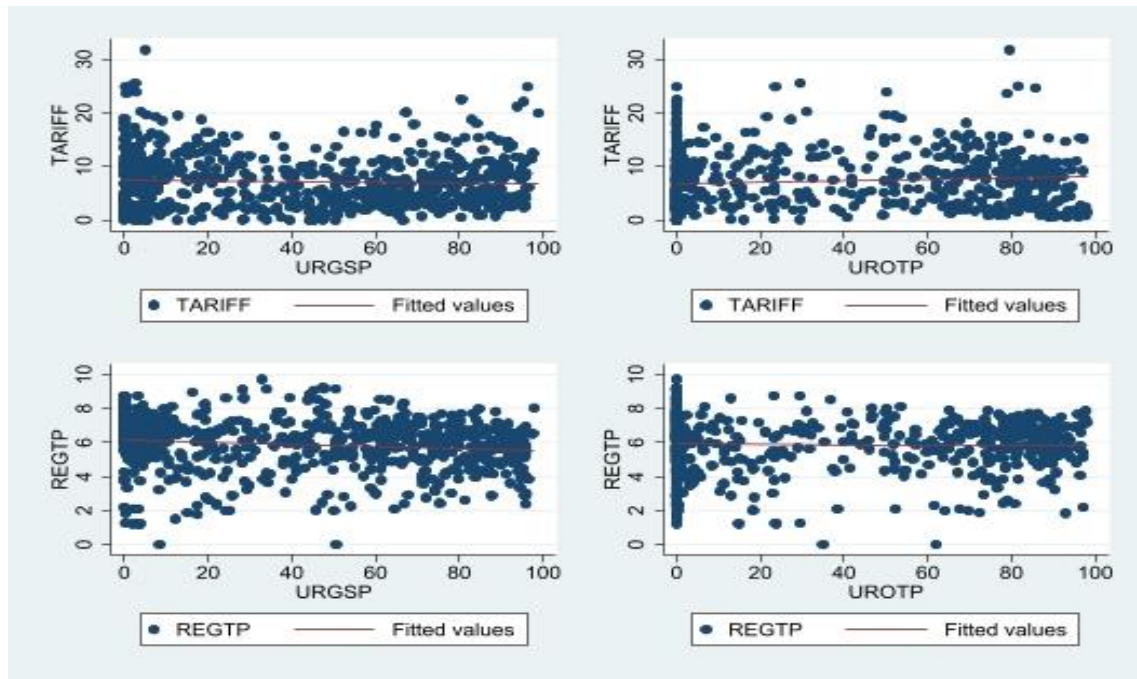 TARIFF
30
20
10
0
0 20 40 60 80 100
URGSP
TARIFF Fitted values
TARIFF
30
20
10
0
0 20 40 60 80 100
UROTP
TARIFF Fitted values
REGTP
10
8
6
4
2
0
0 20 40 60 80 100
URGSP
REGTP Fitted values
REGTP
10
8
6
4
2
0
0 20 40 60 80 100
UROTP
REGTP Fitted values